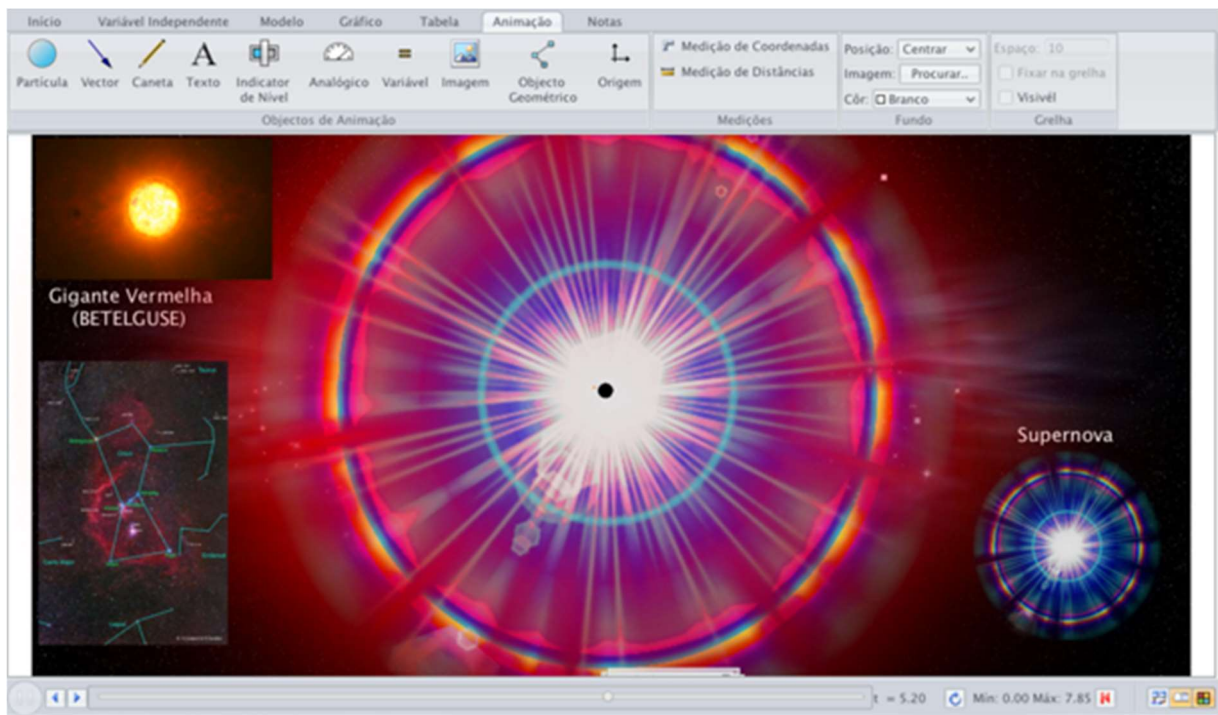 Início Variável Independente Modelo Gráfico Tabela Animação Notas
Partícula Vector Caneta Texto Indicator de Nível Analógico Variável Imagem Objecto Geométrico Origem
Objectos de Animação
Medição de Coordenadas
Medição de Distâncias
Medições
Posição: Centrar
Imagem: Procurar...
Côr: Branco
Fundo
Espaço: 10
Fixar na grelha
Visivél
Grelha
Gigante Vermelha
(BETELGUSE)
Supernova
t = 5.20 Min: 0.00 Máx: 7.85